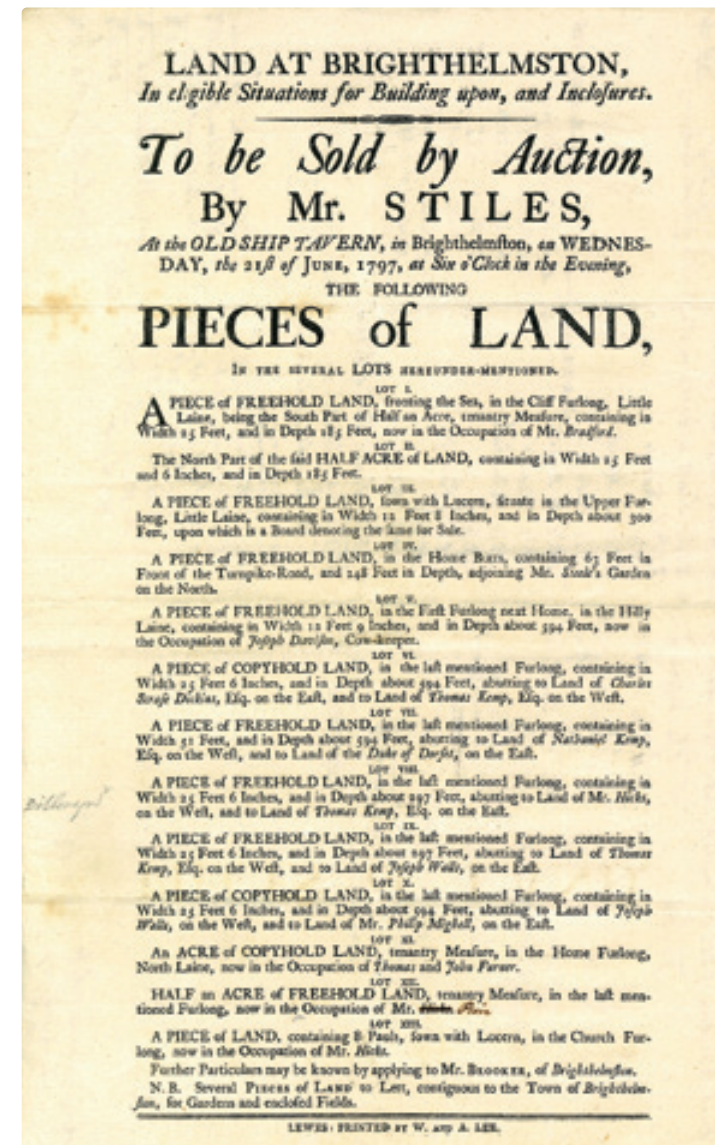 LAND AT BRIGHTHELMSTON,
In eligible Situations for Building upon, and Incloſures.
To be Sold by Auction,
By Mr. STILES,
At the OLD SHIP TAVERN, in Brighthelmſton, on WEDNES-
DAY, the 21ſt of JUNE, 1797, at Six o'Clock in the Evening,
THE FOLLOWING
PIECES of LAND,
IN THE SEVERAL LOTS HEREUNDER-MENTIONED.
LOT I.
A PIECE of FREEHOLD LAND, fronting the Sea, in the Cliff Furlong, Little
Laine, being the South Part of Half an Acre, tenantry Meaſure, containing in
Width 25 Feet, and in Depth 185 Feet, now in the Occupation of Mr. Bradford.
LOT II.
The North Part of the ſaid HALF ACRE of LAND, containing in Width 25 Feet
and 6 Inches, and in Depth 185 Feet.
LOT III.
A PIECE of FREEHOLD LAND, ſown with Lucern, ſituate in the Upper Fur-
long, Little Laine, containing in Width 12 Feet 8 Inches, and in Depth about 300
Feet, upon which is a Board denoting the ſame for Sale.
LOT IV.
A PIECE of FREEHOLD LAND, in the Home Butts, containing 63 Feet in
Front of the Turnpike-Road, and 248 Feet in Depth, adjoining Mr. Garden
on the North.
LOT V.
A PIECE of FREEHOLD LAND, in the Firſt Furlong next Home, in the Hilly
Laine, containing in Width 12 Feet 9 Inches, and in Depth about 594 Feet, now in
the Occupation of Joſeph Daviſon, Cow-keeper.
LOT VI.
A PIECE of COPYHOLD LAND, in the laſt mentioned Furlong, containing in
Width 25 Feet 6 Inches, and in Depth about 594 Feet, abutting to Land of Charles
Scraſe Dickins, Eſq. on the Eaſt, and to Land of Thomas Kemp, Eſq. on the Weſt.
LOT VII.
A PIECE of FREEHOLD LAND, in the laſt mentioned Furlong, containing in
Width 51 Feet, and in Depth about 594 Feet, abutting to Land of Nathaniel Kemp,
Eſq. on the Weſt, and to Land of the Duke of Dorſet, on the Eaſt.
LOT VIII.
A PIECE of FREEHOLD LAND, in the laſt mentioned Furlong, containing in
Width 25 Feet 6 Inches, and in Depth about 297 Feet, abutting to Land of Mr. Hicks,
on the Weſt, and to Land of Thomas Kemp, Eſq. on the Eaſt.
LOT IX.
A PIECE of FREEHOLD LAND, in the laſt mentioned Furlong, containing in
Width 25 Feet 6 Inches, and in Depth about 297 Feet, abutting to Land of Thomas
Kemp, Eſq. on the Weſt, and to Land of Joſeph Walls, on the Eaſt.
LOT X.
A PIECE of COPYHOLD LAND, in the laſt mentioned Furlong, containing in
Width 25 Feet 6 Inches, and in Depth about 594 Feet, abutting to Land of Joſeph
Walls, on the Weſt, and to Land of Mr. Philip Mighell, on the Eaſt.
LOT XI.
An ACRE of COPYHOLD LAND, tenantry Meaſure, in the Home Furlong,
North Laine, now in the Occupation of Thomas and John Furner.
LOT XII.
HALF an ACRE of FREEHOLD LAND, tenantry Meaſure, in the laſt men-
tioned Furlong, now in the Occupation of Mr.
LOT XIII.
A PIECE of LAND, containing 8 Pauls, ſown with Lucern, in the Church Fur-
long, now in the Occupation of Mr. Hicks.
Further Particulars may be known by applying to Mr. BROOKER, of Brighthelmſton.
N. B. Several PIECES of LAND to Lett, contiguous to the Town of Brighthelm-
ſton, for Gardens and encloſed Fields.
LEWES: PRINTED BY W. AND A. LEE.